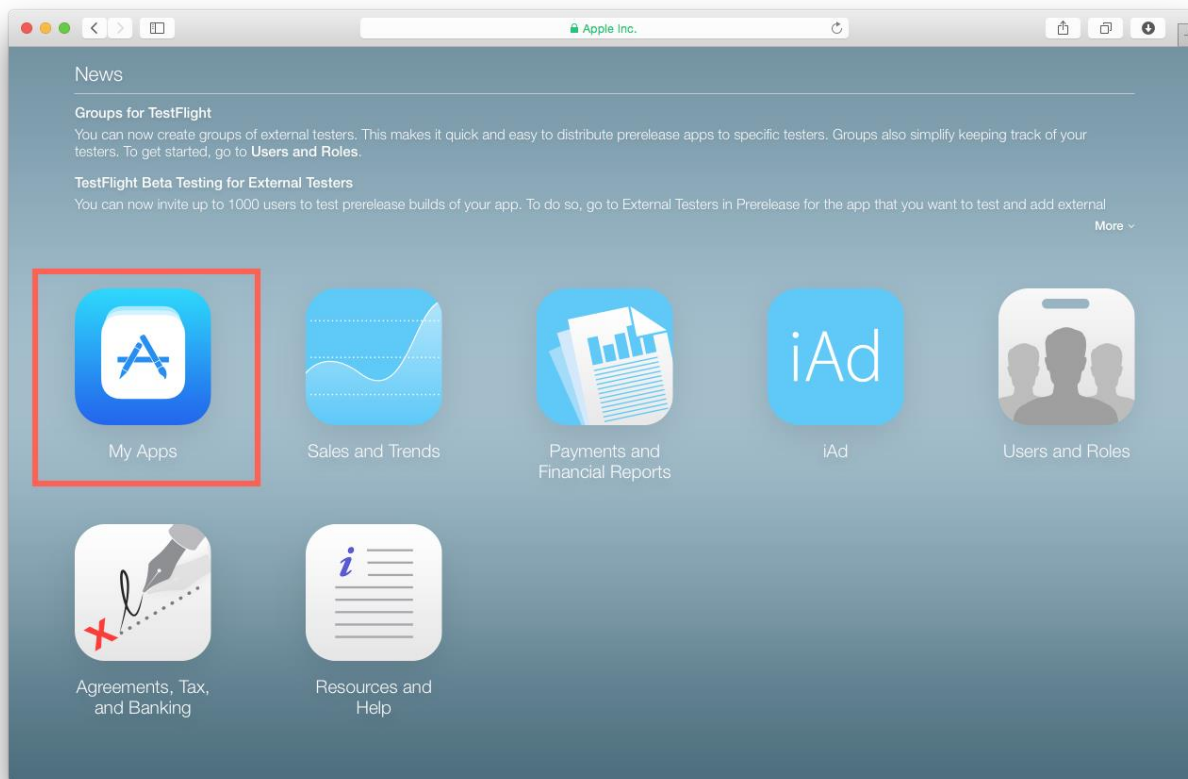 Apple Inc.
News
Groups for TestFlight
You can now create groups of external testers. This makes it quick and easy to distribute prerelease apps to specific testers. Groups also simplify keeping track of your
testers. To get started, go to Users and Roles.
TestFlight Beta Testing for External Testers
You can now invite up to 1000 users to test prerelease builds of your app. To do so, go to External Testers in Prerelease for the app that you want to test and add external
More
iAd
My Apps
Sales and Trends
Payments and
Financial Reports
iAd
Users and Roles
Agreements, Tax,
and Banking
Resources and
Help